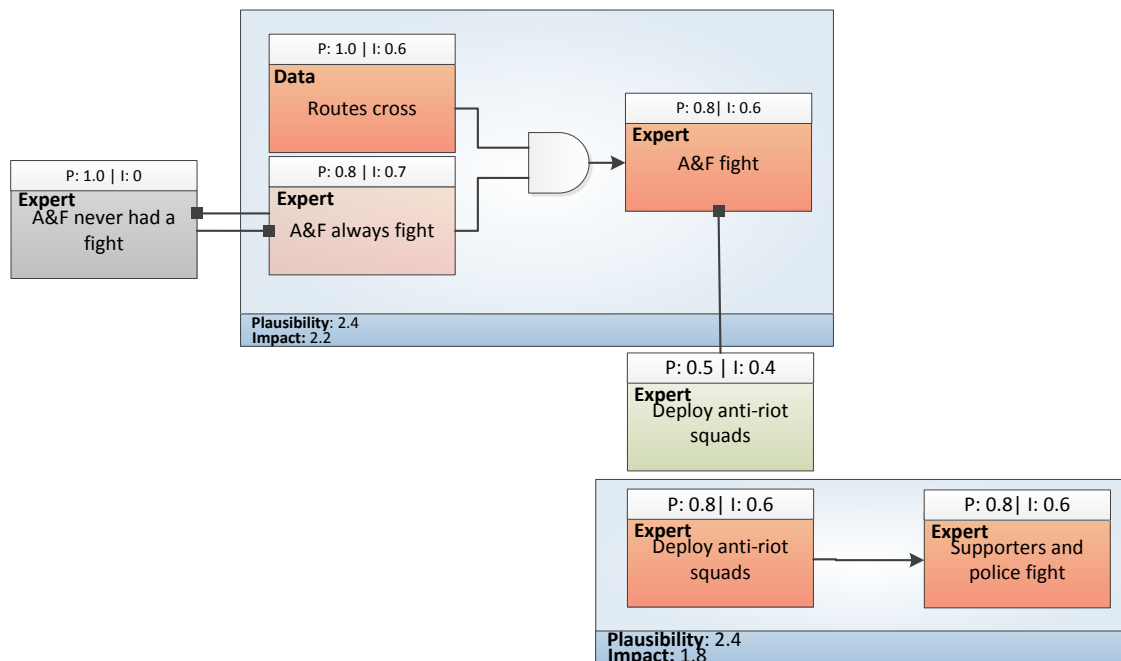 P: 1.0 | I: 0.6
Data
Routes cross
P: 0.8| I: 0.6
Expert
A&F fight
P: 1.0 | I: 0
Expert
A&F never had a
fight
P: 0.8 | I: 0.7
Expert
A&F always fight
Plausibility: 2.4
Impact: 2.2
P: 0.5 | I: 0.4
Expert
Deploy anti-riot
squads
P: 0.8| I: 0.6
Expert
Deploy anti-riot
squads
P: 0.8| I: 0.6
Expert
Supporters and
police fight
Plausibility: 2.4
Impact: 1.8